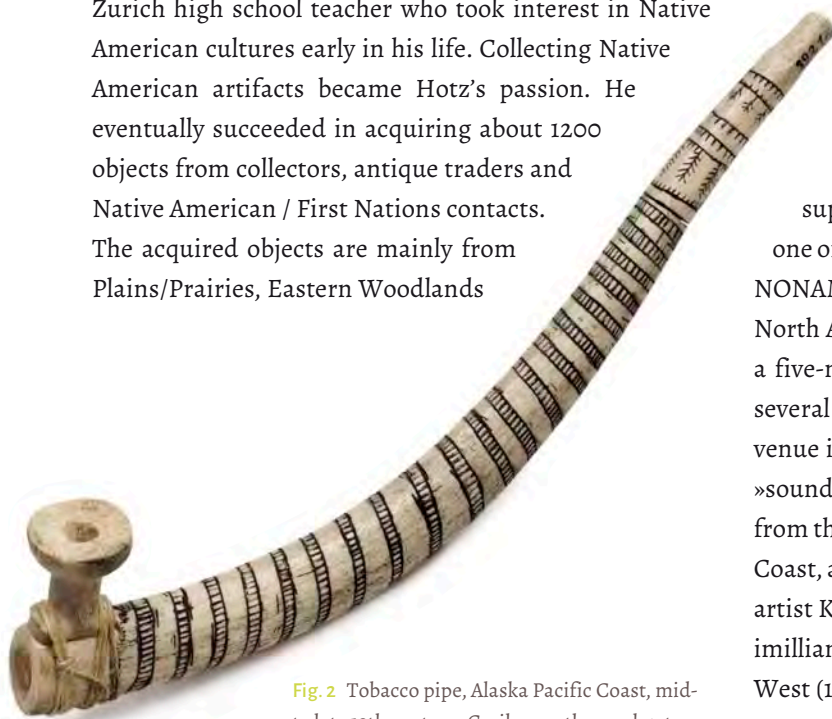 Zurich high school teacher who took interest in Native
American cultures early in his life. Collecting Native
American artifacts became Hotz's passion. He
eventually succeeded in acquiring about 1200
objects from collectors, antique traders and
Native American / First Nations contacts.
The acquired objects are mainly from
Plains/Prairies, Eastern Woodlands
Fig. 2 Tobacco pipe, Alaska Pacific Coast, mid-
one of
North A
a five-
several
venue i
»sound
from th
Coast, a
artist K
West (1